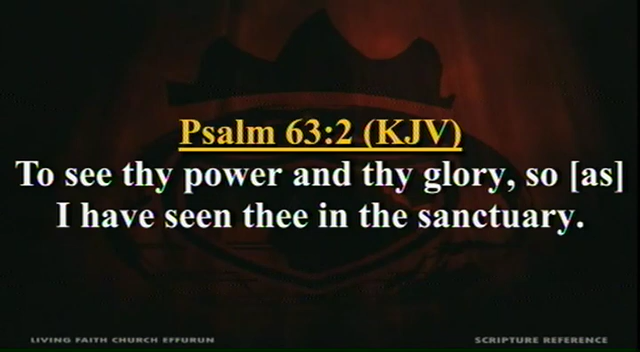 Psalm 63:2 (KJV)
To see thy power and thy glory, so [as]
I have seen thee in the sanctuary.
LIVING FAITH CHURCH EFFURUN
SCRIPTURE REFERENCE